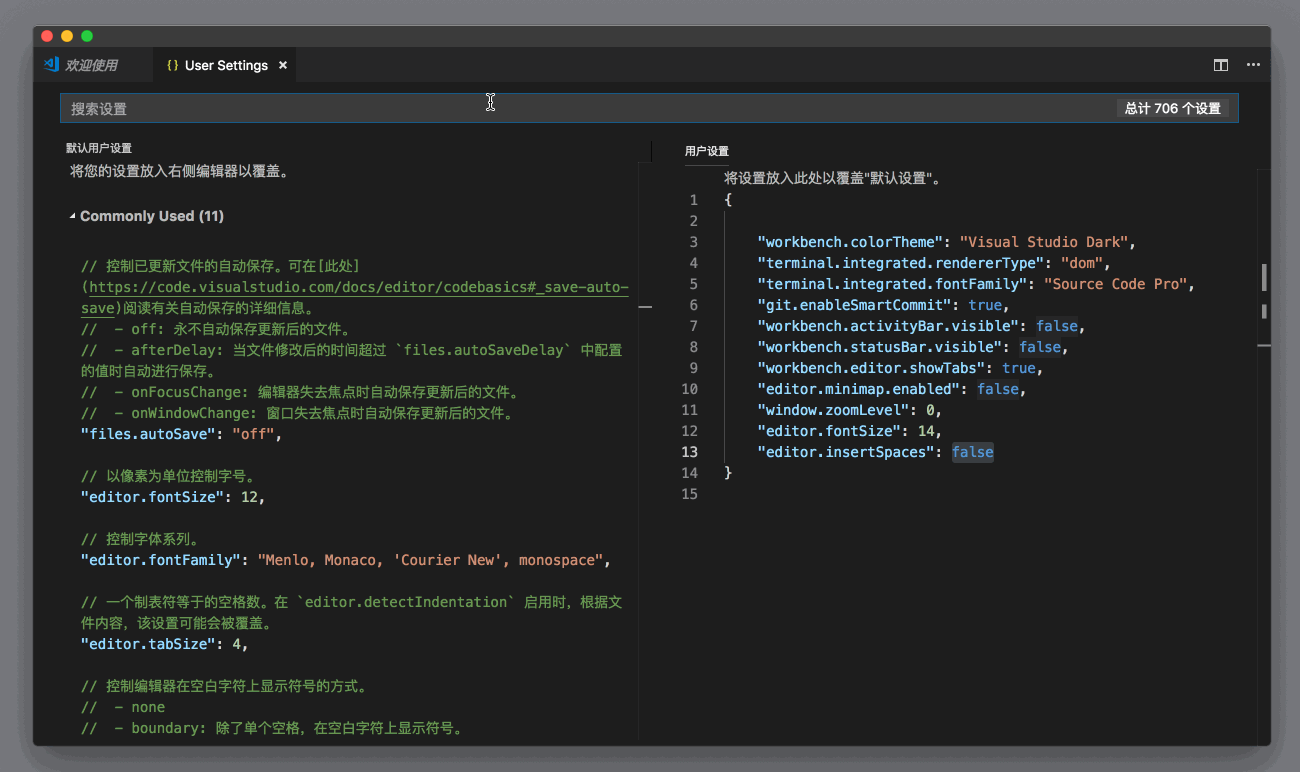 欢迎使用
{} User Settings ×
搜索设置
总计 706 个设置
默认用户设置
将您的设置放入右侧编辑器以覆盖。
Commonly Used (11)
// 控制已更新文件的自动保存。可在[此处]
(https://code.visualstudio.com/docs/editor/codebasics#_save-auto-
save)阅读有关自动保存的详细信息。
//  - off: 永不自动保存更新后的文件。
//  - afterDelay: 当文件修改后的时间超过 `files.autoSaveDelay` 中配置
的值时自动进行保存。
//  - onFocusChange: 编辑器失去焦点时自动保存更新后的文件。
//  - onWindowChange: 窗口失去焦点时自动保存更新后的文件。
"files.autoSave": "off",
// 以像素为单位控制字号。
"editor.fontSize": 12,
// 控制字体系列。
"editor.fontFamily": "Menlo, Monaco, 'Courier New', monospace",
// 一个制表符等于的空格数。在 `editor.detectIndentation` 启用时，根据文
件内容，该设置可能会被覆盖。
"editor.tabSize": 4,
// 控制编辑器在空白字符上显示符号的方式。
//  - none
//  - boundary: 除了单个空格，在空白字符上显示符号。
用户设置
将设置放入此处以覆盖"默认设置"。
1 {
2
3 "workbench.colorTheme": "Visual Studio Dark",
4 "terminal.integrated.rendererType": "dom",
5 "terminal.integrated.fontFamily": "Source Code Pro",
6 "git.enableSmartCommit": true,
7 "workbench.activityBar.visible": false,
8 "workbench.statusBar.visible": false,
9 "workbench.editor.showTabs": true,
10 "editor.minimap.enabled": false,
11 "window.zoomLevel": 0,
12 "editor.fontSize": 14,
13 "editor.insertSpaces": false
14 }
15